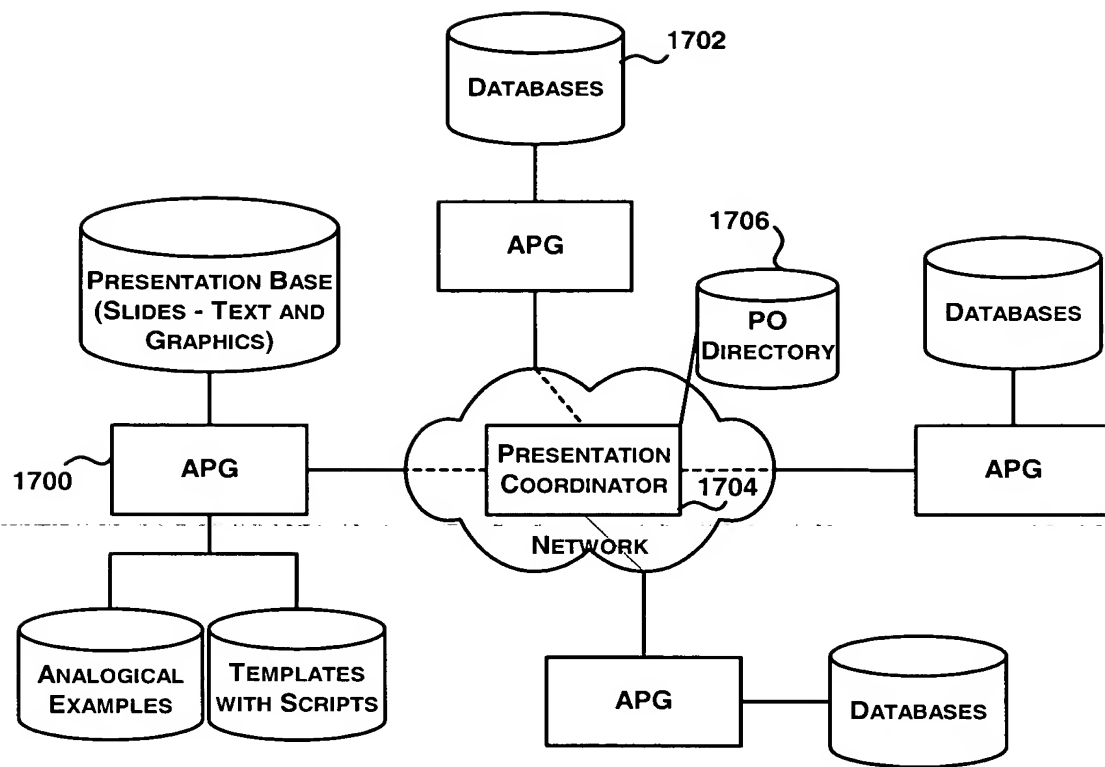 1702
DATABASES
1706
APG
PRESENTATION BASE
(SLIDES - TEXT AND
GRAPHICS)
PO
DIRECTORY
DATABASES
1700
APG
PRESENTATION
COORDINATOR
1704
APG
NETWORK
ANALOGICAL
EXAMPLES
TEMPLATES
WITH SCRIPTS
APG
DATABASES